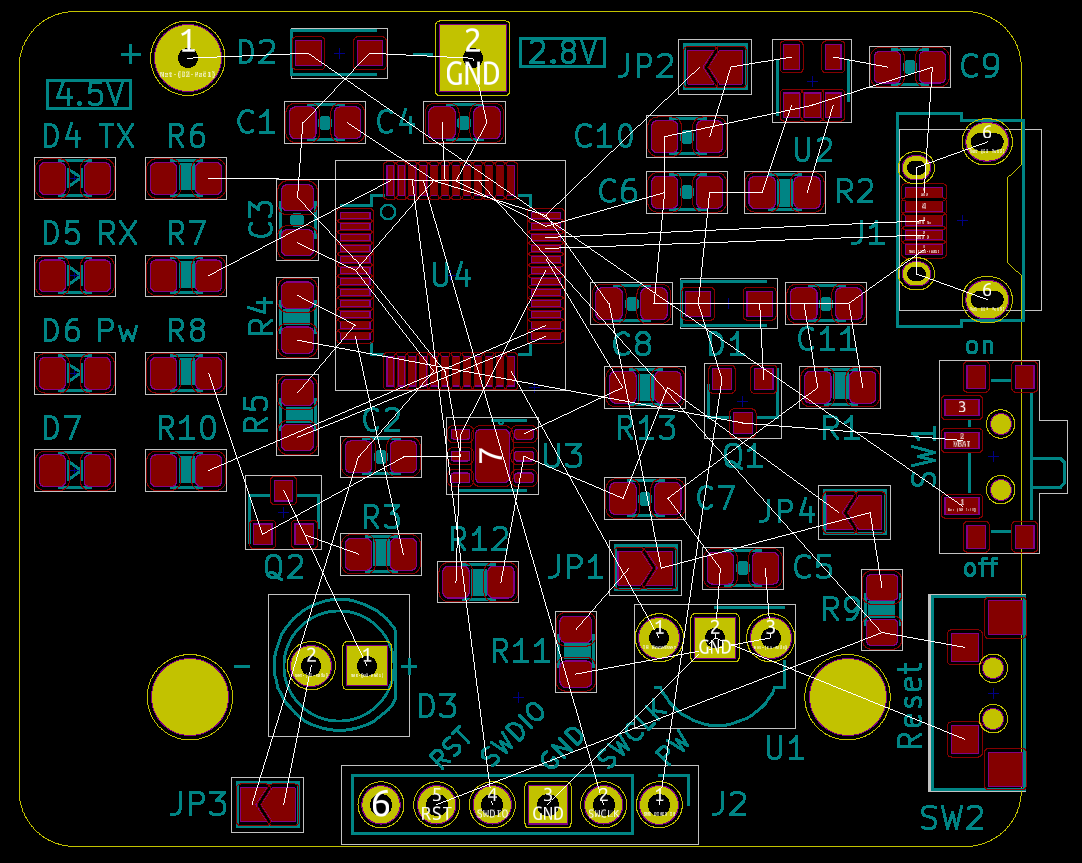 + 1 D2 - 2 GND 2.8V JP2 C9
4.5V
D4 TX R6 C1 C4 C10 U2
C6 R2
C3
D5 RX R7 U4 J1
6
6
D6 Pw R8 R4 C8 D1 C11 on
3
2
VBAT
1
D7 R10 R5 C2 U3 R13 Q1 R1 SW1
7
C7 JP4
Q2 R3 R12 JP1 C5 off
R9
1 2 3
GND
R11
- 2 1 +
D3 U1 Reset
RST SWDIO GND SWCLK PW
JP3 6 5 4 3 2 1 J2 SW2
RST SWDIO GND SWCLK